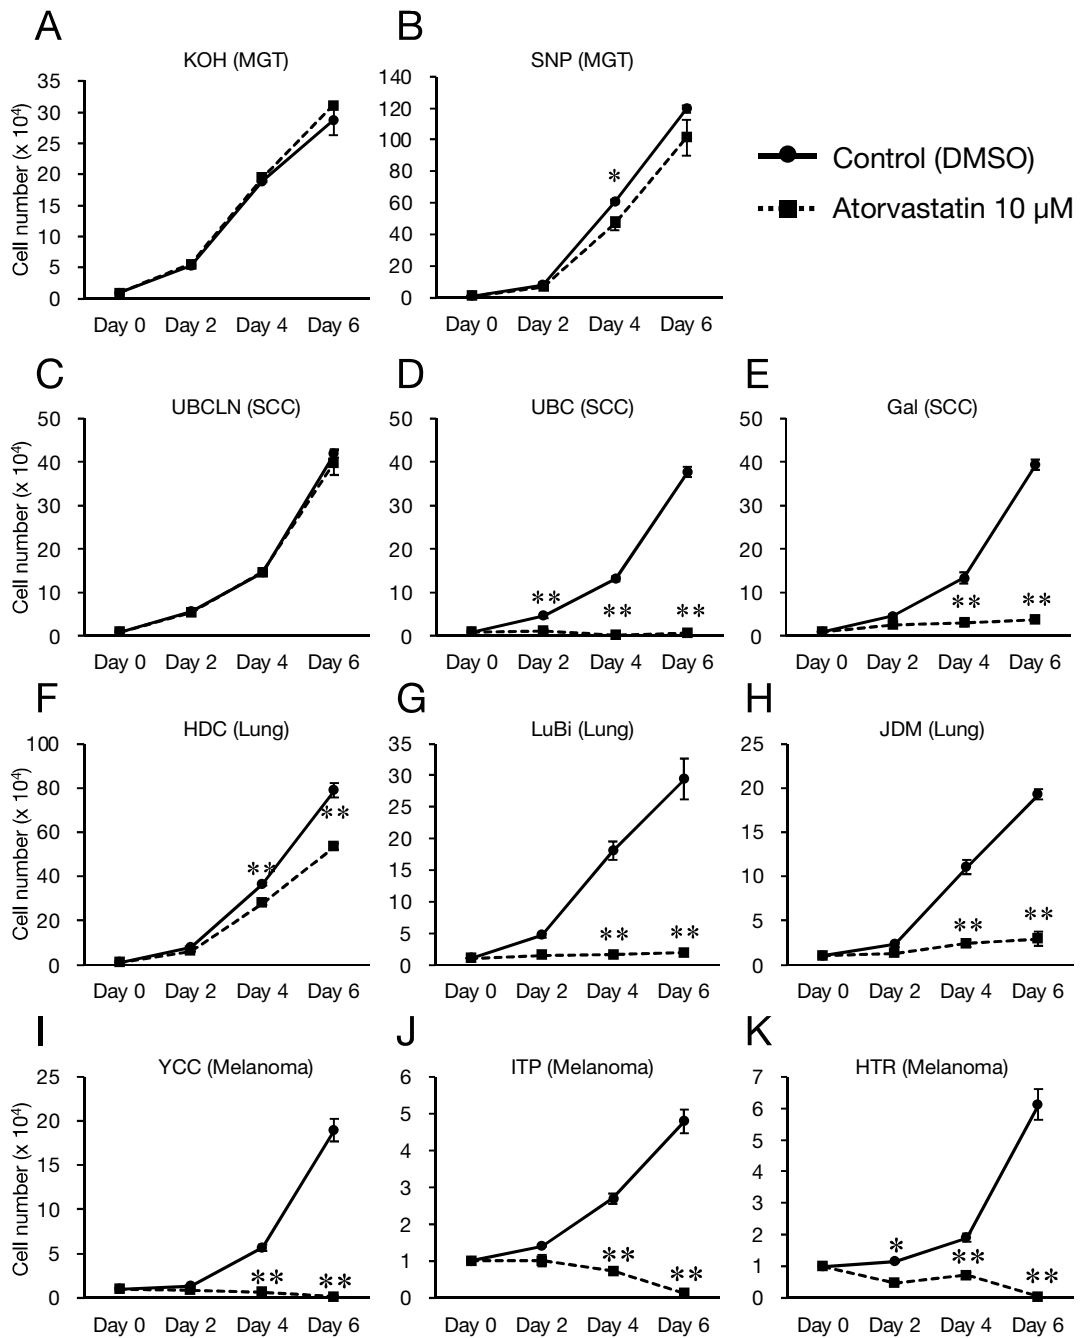 A
KOH (MGT)
Cell number (x 10⁴)
35
30
25
20
15
10
5
0
Day 0 Day 2 Day 4 Day 6
B
SNP (MGT)
140
120
100
80
60
40
20
0
*
Day 0 Day 2 Day 4 Day 6
Control (DMSO)
Atorvastatin 10 µM
C
UBCLN (SCC)
Cell number (x 10⁴)
50
40
30
20
10
0
Day 0 Day 2 Day 4 Day 6
D
UBC (SCC)
50
40
30
20
10
0
** ** **
Day 0 Day 2 Day 4 Day 6
E
Gal (SCC)
50
40
30
20
10
0
** **
Day 0 Day 2 Day 4 Day 6
F
HDC (Lung)
Cell number (x 10⁴)
100
80
60
40
20
0
** **
Day 0 Day 2 Day 4 Day 6
G
LuBi (Lung)
35
30
25
20
15
10
5
0
** **
Day 0 Day 2 Day 4 Day 6
H
JDM (Lung)
25
20
15
10
5
0
** **
Day 0 Day 2 Day 4 Day 6
I
YCC (Melanoma)
Cell number (x 10⁴)
25
20
15
10
5
0
** **
Day 0 Day 2 Day 4 Day 6
J
ITP (Melanoma)
6
5
4
3
2
1
0
** **
Day 0 Day 2 Day 4 Day 6
K
HTR (Melanoma)
7
6
5
4
3
2
1
0
* ** **
Day 0 Day 2 Day 4 Day 6